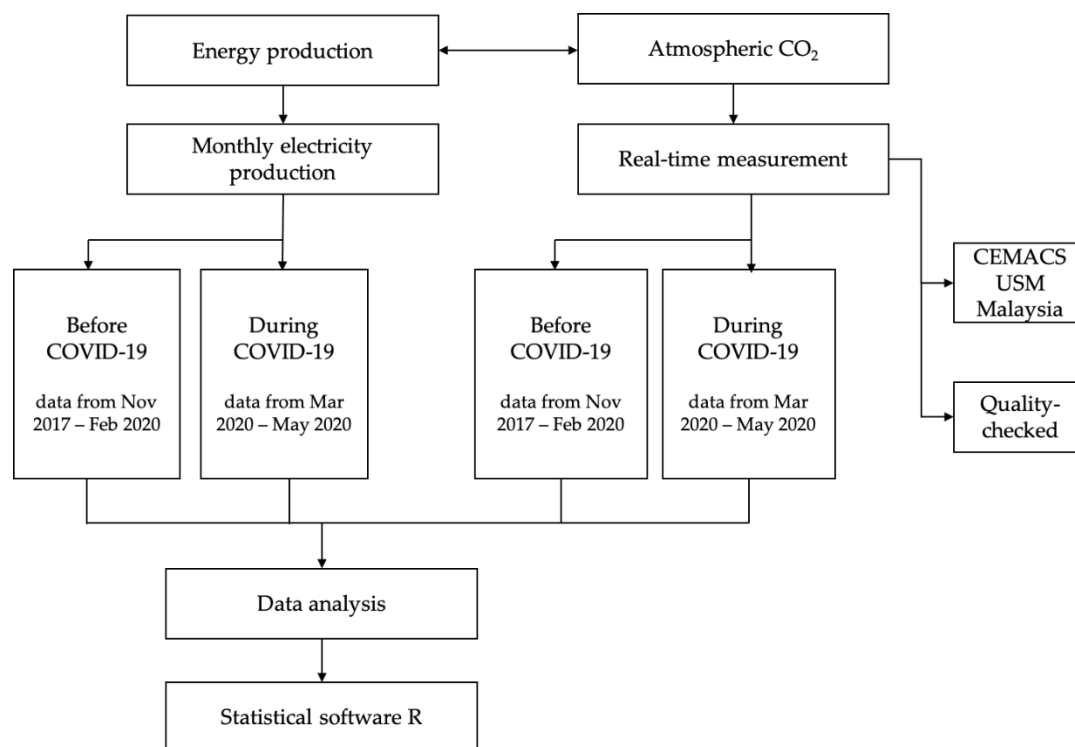 Energy production
Atmospheric CO₂
Monthly electricity
production
Real-time measurement
Before
COVID-19
data from Nov
2017 – Feb 2020
During
COVID-19
data from Mar
2020 – May 2020
Before
COVID-19
data from Nov
2017 – Feb 2020
During
COVID-19
data from Mar
2020 – May 2020
CEMACS
USM
Malaysia
Quality-
checked
Data analysis
Statistical software R